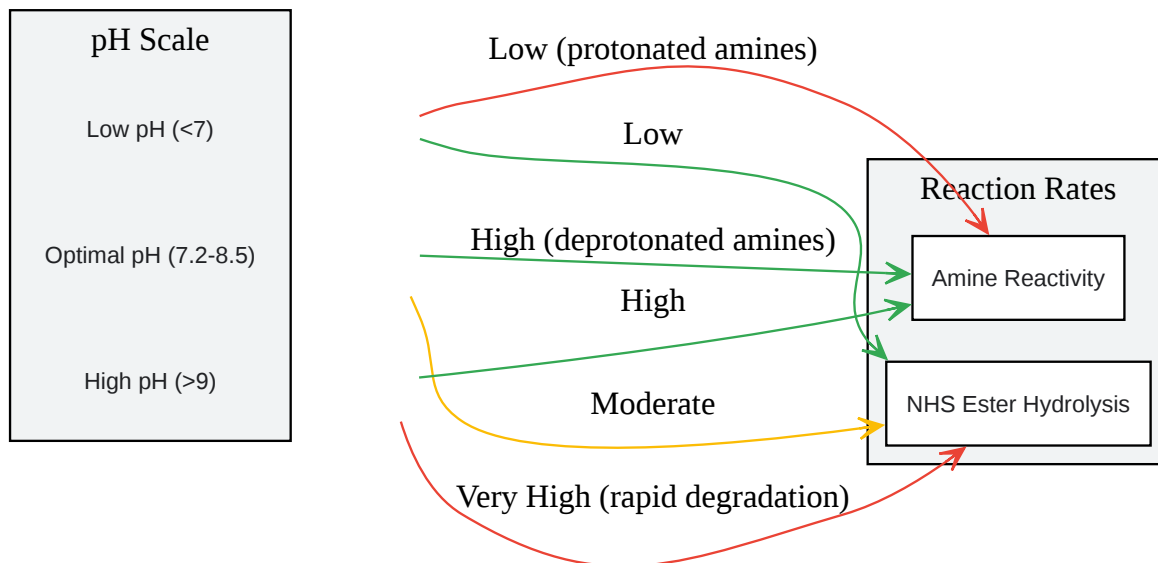 pH Scale
Low pH (<7)
Optimal pH (7.2-8.5)
High pH (>9)
Low (protonated amines)
Low
High (deprotonated amines)
High
Moderate
Very High (rapid degradation)
Reaction Rates
Amine Reactivity
NHS Ester Hydrolysis